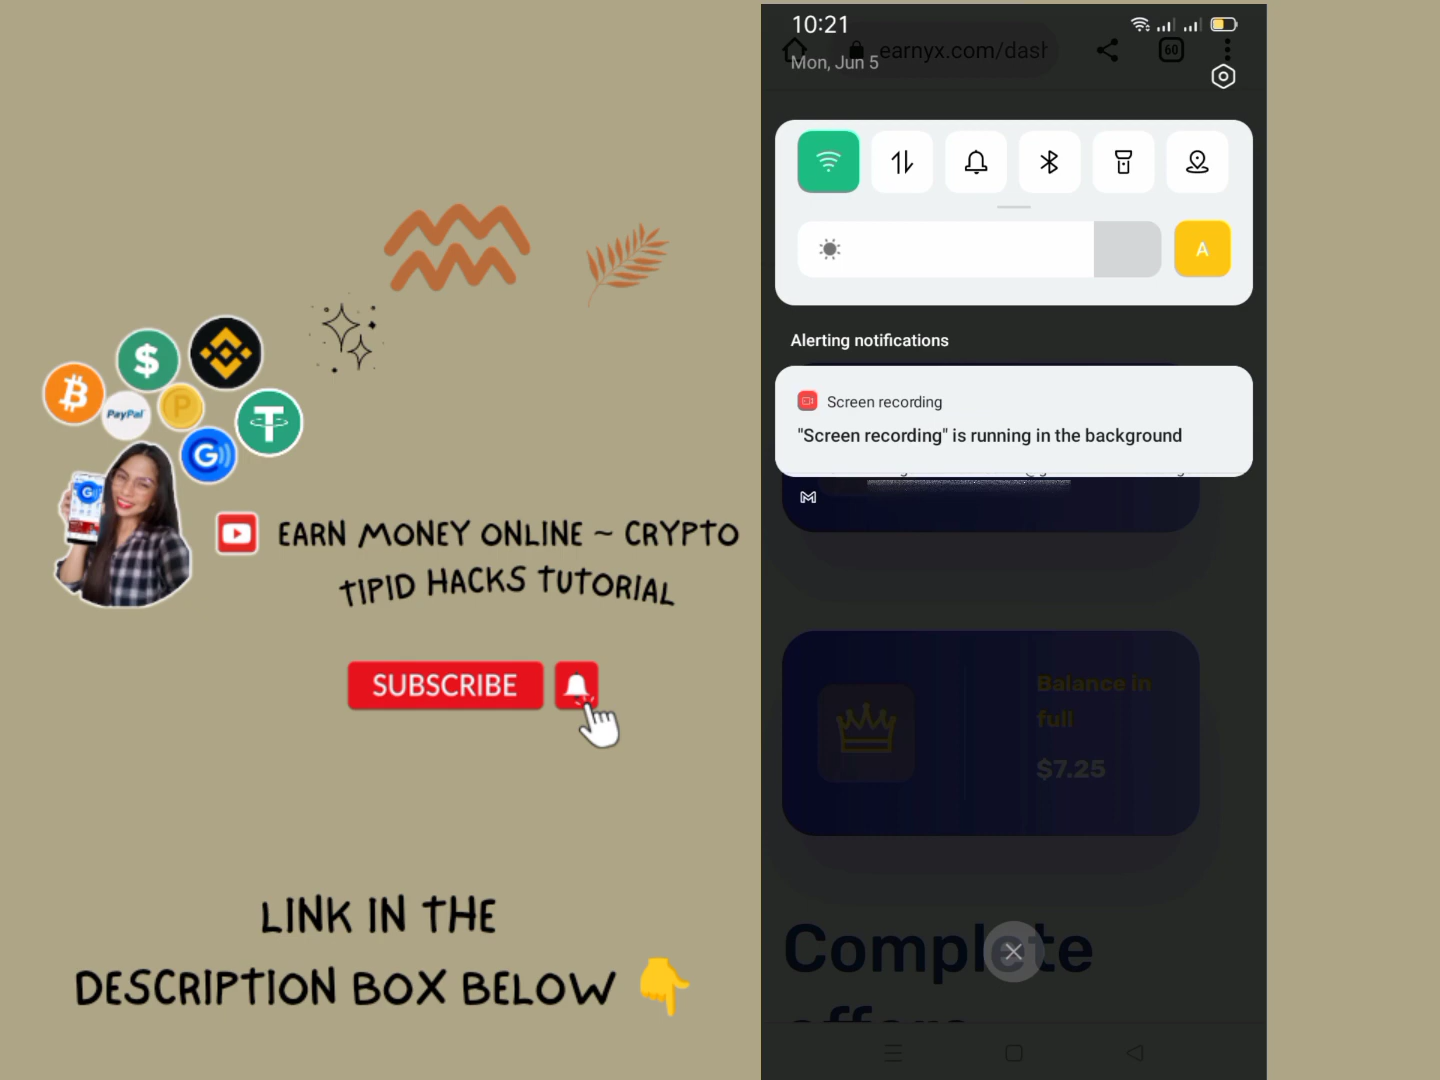 PayPal
P
G
EARN MONEY ONLINE ~ CRYPTO
TIPID HACKS TUTORIAL
SUBSCRIBE
LINK IN THE
DESCRIPTION BOX BELOW
10:21
earnyx.com/dash
60
Mon, Jun 5
A
Alerting notifications
Screen recording
"Screen recording" is running in the background
Balance in
full
$7.25
Complete
offers